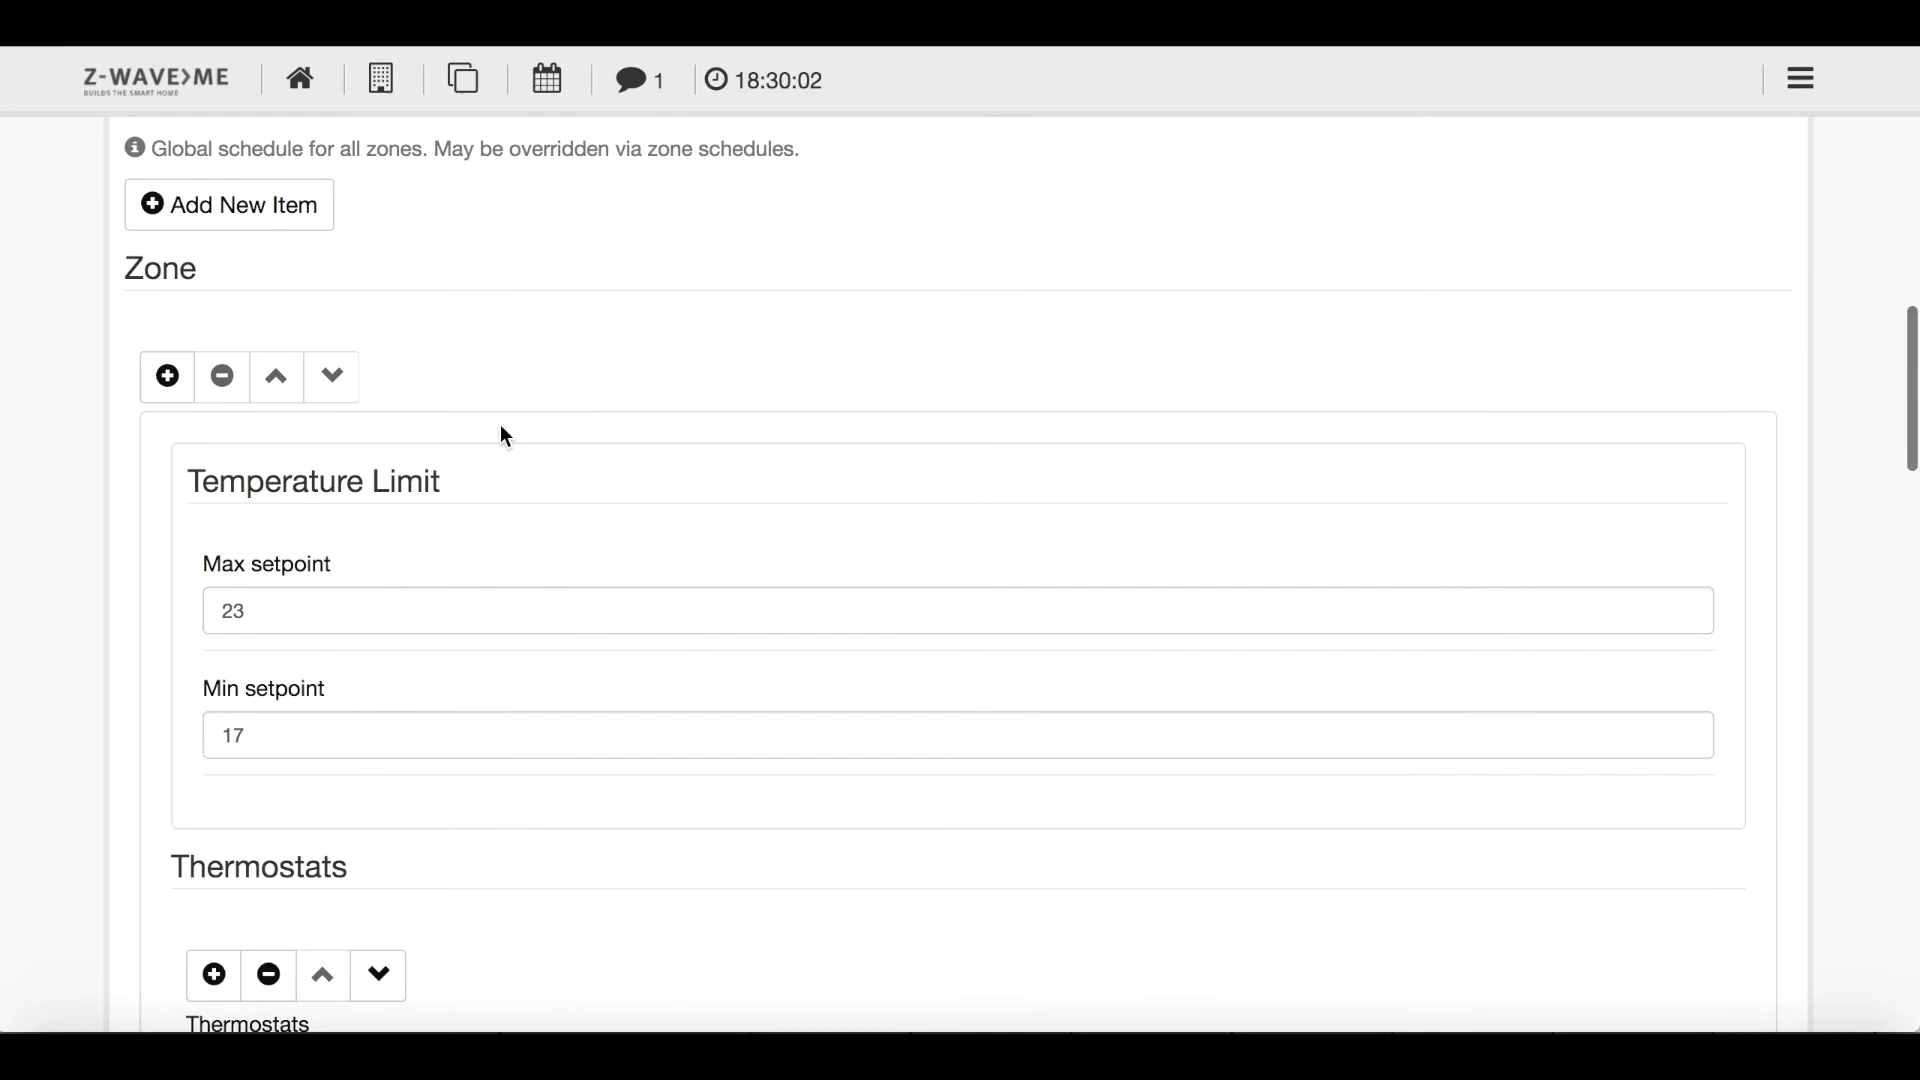 Z-WAVE>ME
BUILDS THE SMART HOME
1
18:30:02
Global schedule for all zones. May be overridden via zone schedules.
Add New Item
Zone
Temperature Limit
Max setpoint
23
Min setpoint
17
Thermostats
Thermostats